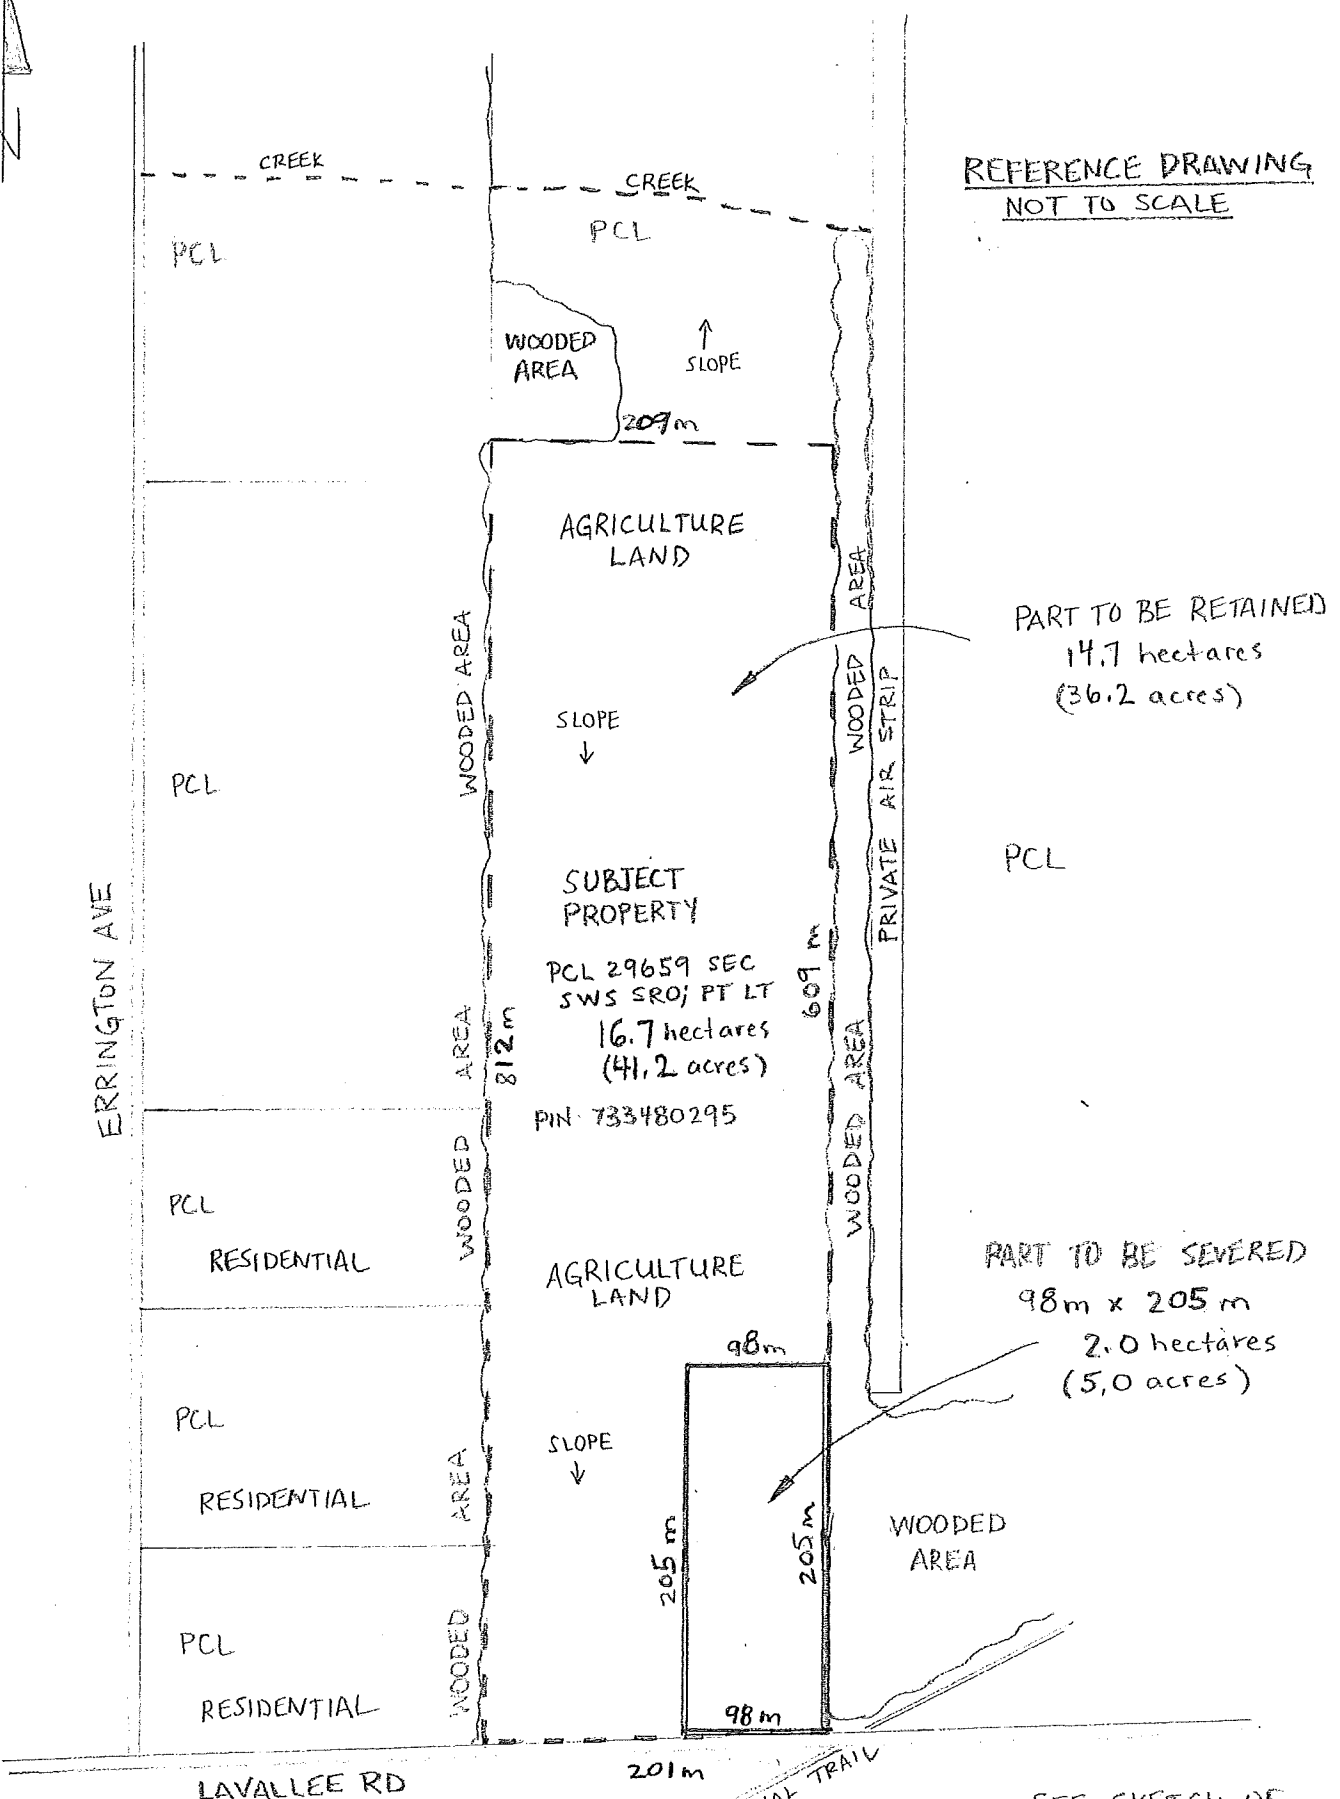 N
CREEK
CREEK
REFERENCE DRAWING
NOT TO SCALE
PCL
PCL
WOODED
AREA
SLOPE
209m
AGRICULTURE
LAND
WOODED AREA
WOODED AREA
PRIVATE AIR STRIP
PART TO BE RETAINED
14.7 hectares
(36.2 acres)
SLOPE
PCL
PCL
ERRINGTON AVE
SUBJECT
PROPERTY
PCL 29659 SEC
SWS SRO; PT LT
16.7 hectares
(41.2 acres)
PIN 733480295
812m
609 m
WOODED AREA
WOODED AREA
PCL
RESIDENTIAL
AGRICULTURE
LAND
PART TO BE SEVERED
98m x 205 m
2.0 hectares
(5,0 acres)
98m
PCL
RESIDENTIAL
SLOPE
WOODED AREA
205 m
205 m
WOODED
AREA
PCL
RESIDENTIAL
98 m
201m
LAVALLEE RD
TRAIL
SEE SKETCH OF